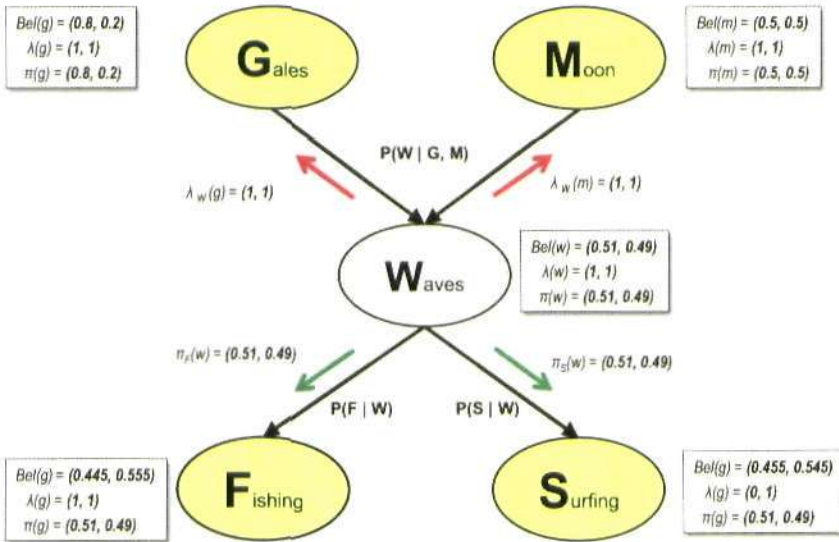 Bel(g) = (0.8, 0.2)
λ(g) = (1, 1)
π(g) = (0.8, 0.2)
Gales
Moon
Bel(m) = (0.5, 0.5)
λ(m) = (1, 1)
π(m) = (0.5, 0.5)
P(W | G, M)
λ W(g) = (1, 1)
λ W(m) = (1, 1)
Waves
Bel(w) = (0.51, 0.49)
λ(w) = (1, 1)
π(w) = (0.51, 0.49)
πF(w) = (0.51, 0.49)
πS(w) = (0.51, 0.49)
P(F | W)
P(S | W)
Bel(g) = (0.445, 0.555)
λ(g) = (1, 1)
π(g) = (0.51, 0.49)
Fishing
Surfing
Bel(g) = (0.455, 0.545)
λ(g) = (0, 1)
π(g) = (0.51, 0.49)